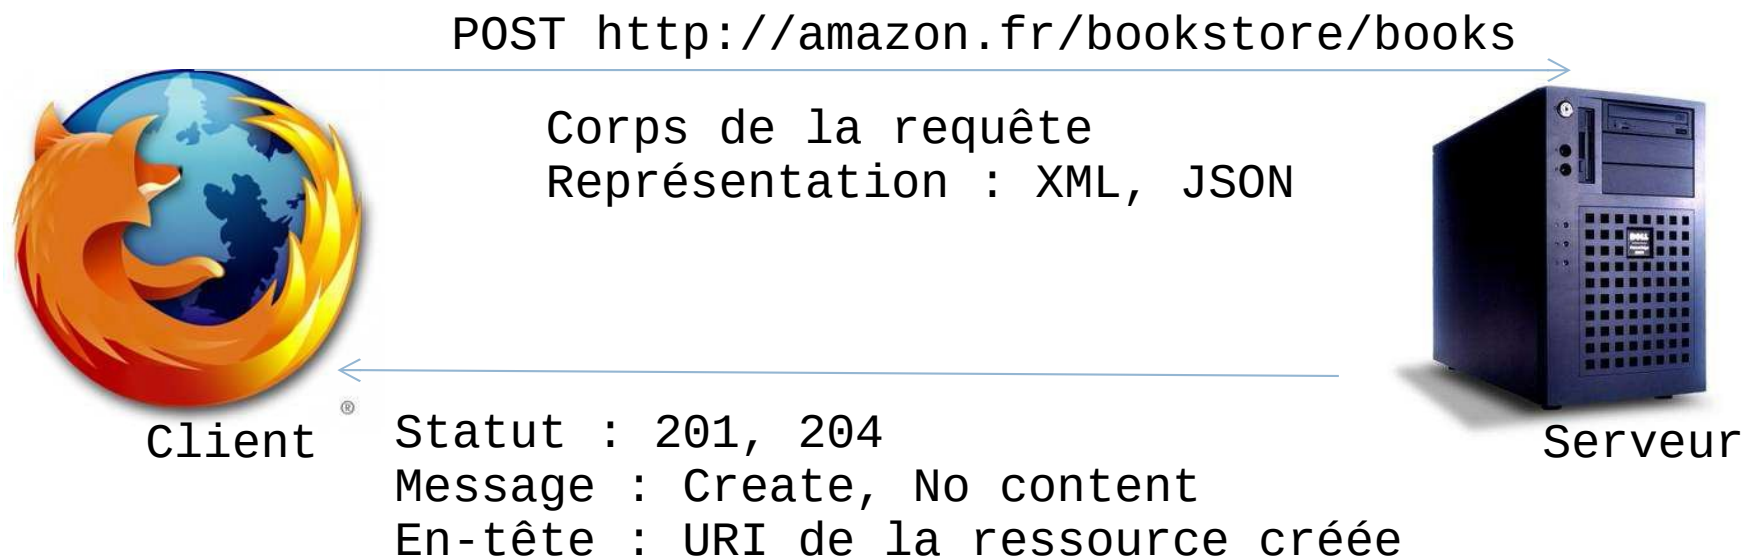 POST http://amazon.fr/bookstore/books
Corps de la requête
Représentation : XML, JSON
DELL
®
Client
Serveur
Statut : 201, 204
Message : Create, No content
En-tête : URI de la ressource créée